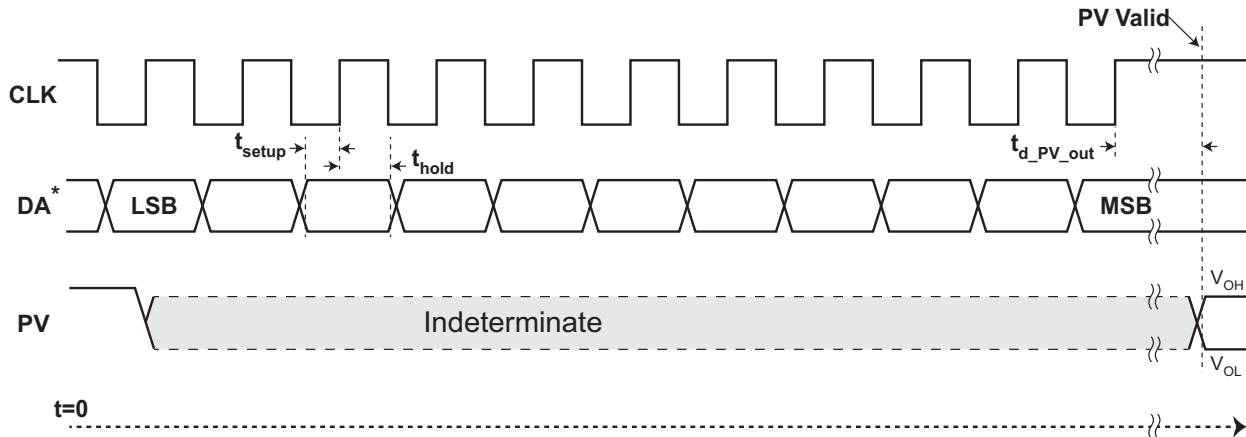 PV Valid
CLK
t_setup
t_hold
t_d_PV_out
DA*
LSB
MSB
PV
Indeterminate
V_OH
V_OL
t=0